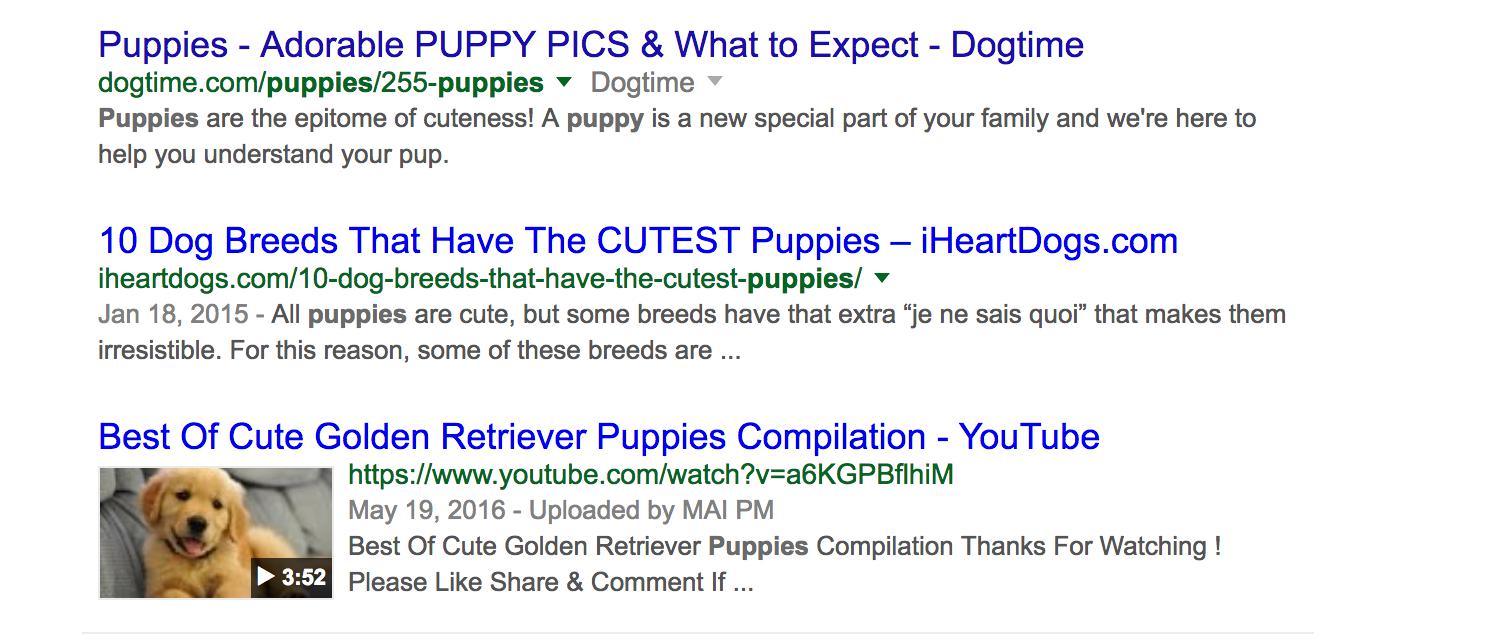 Puppies - Adorable PUPPY PICS & What to Expect - Dogtime
dogtime.com/puppies/255-puppies Dogtime
Puppies are the epitome of cuteness! A puppy is a new special part of your family and we're here to
help you understand your pup.
10 Dog Breeds That Have The CUTEST Puppies – iHeartDogs.com
iheartdogs.com/10-dog-breeds-that-have-the-cutest-puppies/
Jan 18, 2015 - All puppies are cute, but some breeds have that extra “je ne sais quoi” that makes them
irresistible. For this reason, some of these breeds are ...
Best Of Cute Golden Retriever Puppies Compilation - YouTube
https://www.youtube.com/watch?v=a6KGPBflhiM
May 19, 2016 - Uploaded by MAI PM
Best Of Cute Golden Retriever Puppies Compilation Thanks For Watching !
3:52 Please Like Share & Comment If ...